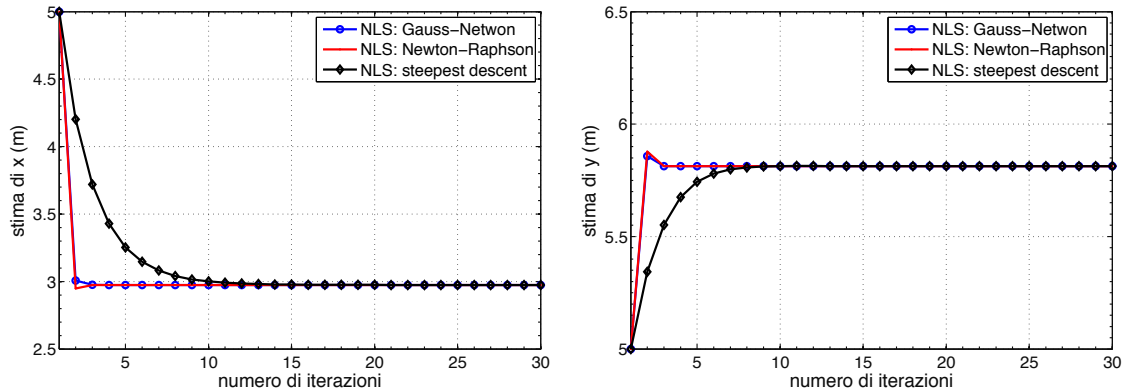 5
4.5
4
3.5
3
2.5
5
10
15
20
25
30
stima di x (m)
numero di iterazioni
NLS: Gauss−Netwon
NLS: Newton−Raphson
NLS: steepest descent
6.5
6
5.5
5
5
10
15
20
25
30
stima di y (m)
numero di iterazioni
NLS: Gauss−Netwon
NLS: Newton−Raphson
NLS: steepest descent